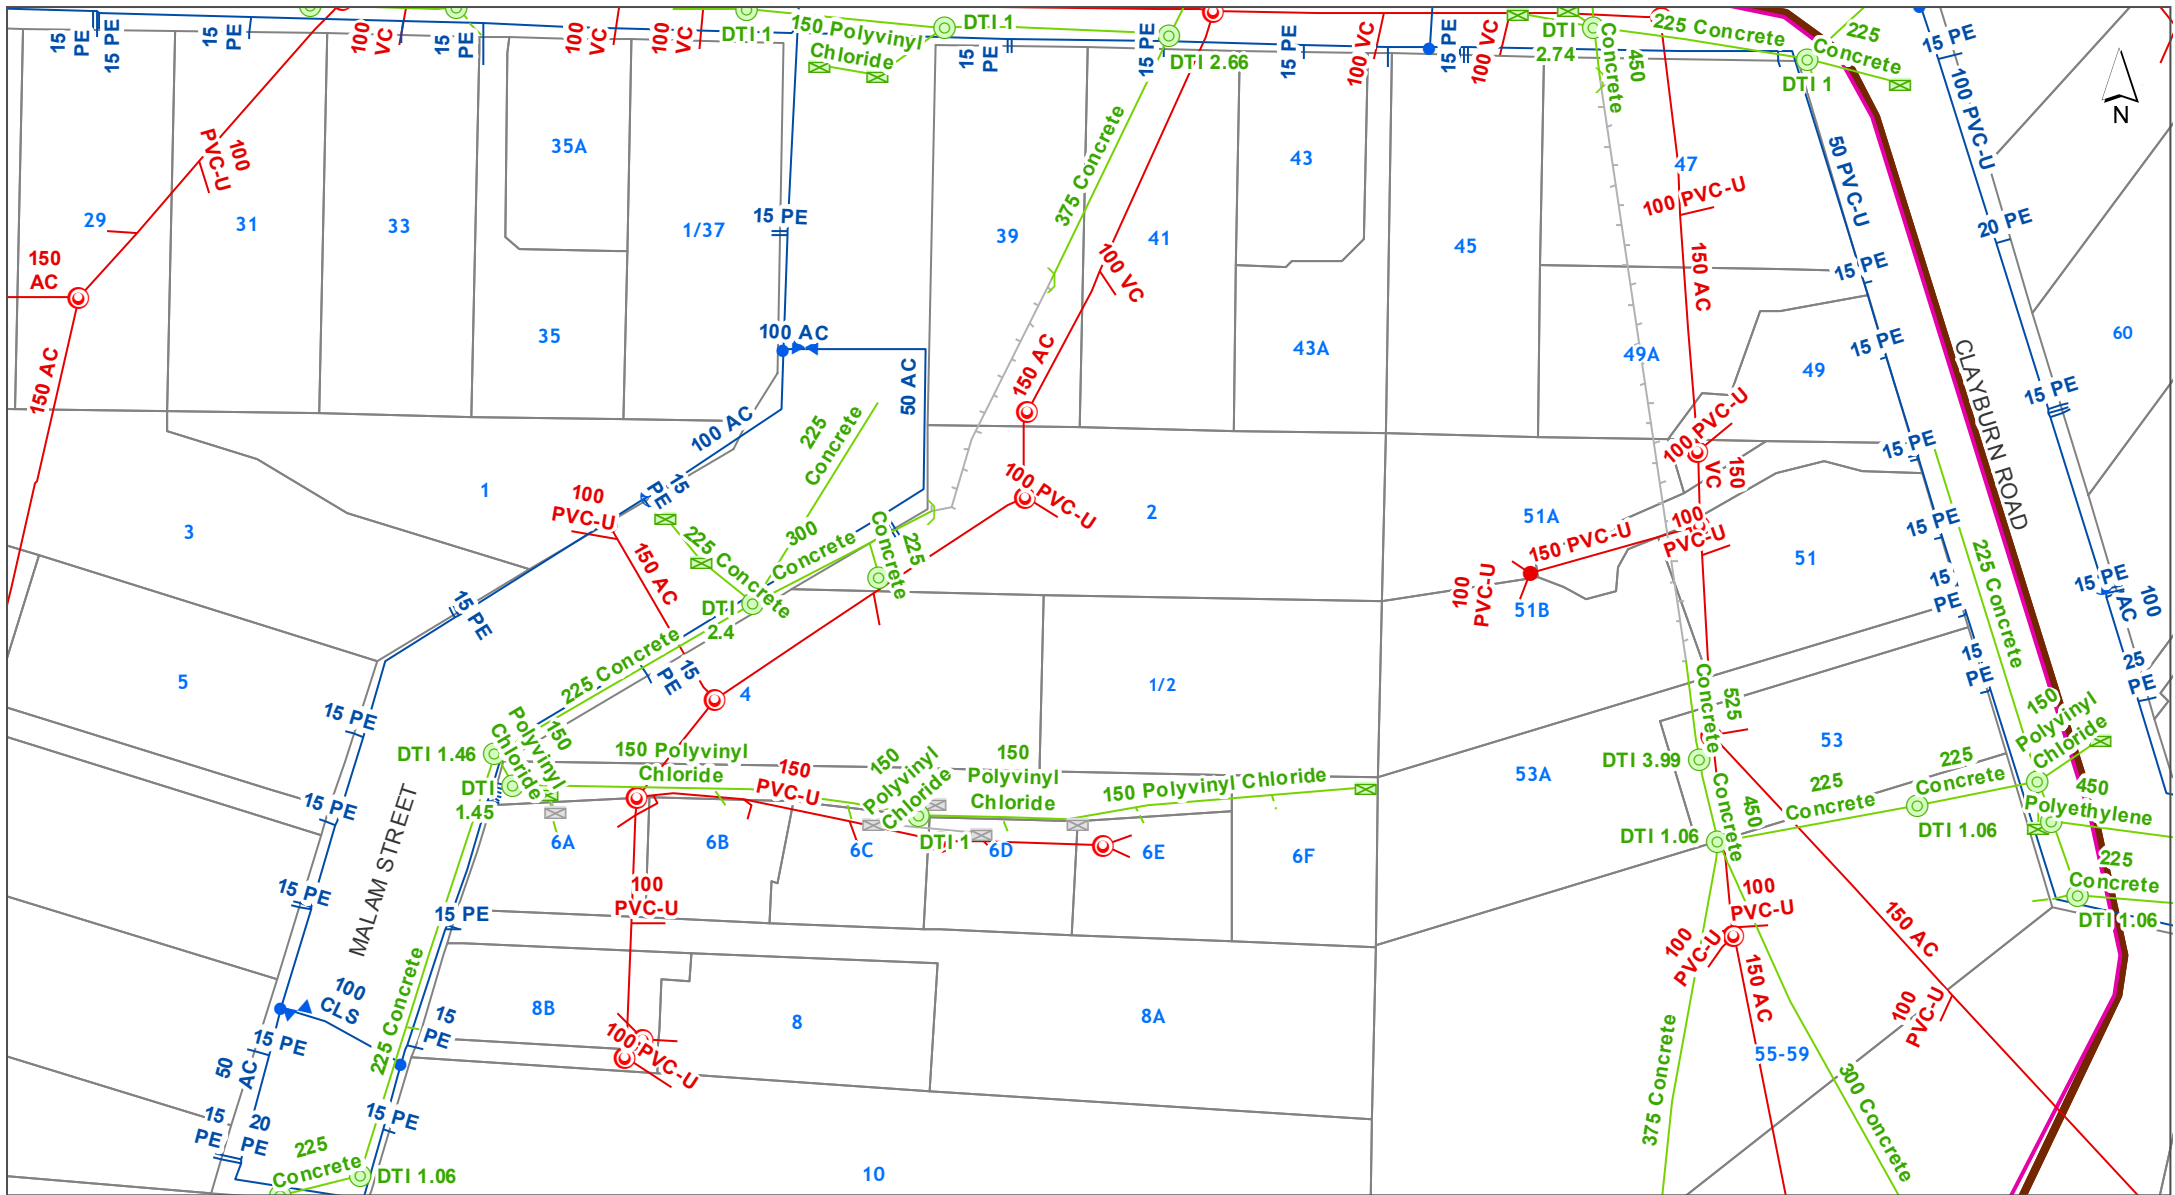 15
PE
15 PE
15
PE
100
VC
15
PE
100
VC
100
VC
DTI 1
150 Polyvinyl
Chloride
DTI 1
15
PE
15 PE
DTI 2.66
15 PE
100 VC
15 PE
100 VC
DTI
2.74
Concrete
450
225 Concrete
225
Concrete
DTI 1
15 PE
100 PVC-U
N
100
PVC-U
29
31
33
35A
35
1/37
15 PE
39
375 Concrete
41
43
43A
45
47
100 PVC-U
50 PVC-U
20 PE
150
AC
150 AC
100 VC
150 AC
15 PE
100 AC
50 AC
150 AC
49A
49
15 PE
CLAYBURN ROAD
60
15 PE
100 AC
225
Concrete
100 PVC-U
150
VC
15 PE
1
3
15
PE
100
PVC-U
100 PVC-U
2
51A
150 PVC-U
100
PVC-U
15 PE
300
Concrete
Concrete
225
225 Concrete
150 AC
DTI
2.4
15 PE
100
PVC-U
51B
51
225 Concrete
15
PE
15 PE
100
AC
225 Concrete
15
PE
5
4
1/2
15
PE
25
PE
15 PE
DTI 1.46
Polyvinyl
Chloride
150
DTI
1.45
150 Polyvinyl
Chloride
150
PVC-U
150
Polyvinyl
Chloride
150
Polyvinyl
Chloride
150 Polyvinyl Chloride
53A
DTI 3.99
Concrete
525
53
225
Concrete
225
Concrete
150
Polyvinyl
Chloride
15 PE
MALAM STREET
6A
6B
6C
DTI 1
6D
6E
6F
DTI 1.06
Concrete
450
DTI 1.06
450
Polyethylene
225
Concrete
DTI 1.06
15 PE
15 PE
100
PVC-U
100
PVC-U
100
PVC-U
150 AC
150 AC
100
CLS
225 Concrete
15
PE
8B
8
8A
100 PVC-U
100
PVC-U
55-59
15 PE
50
AC
15
PE
20
PE
15 PE
375 Concrete
300 Concrete
225
Concrete
DTI 1.06
10